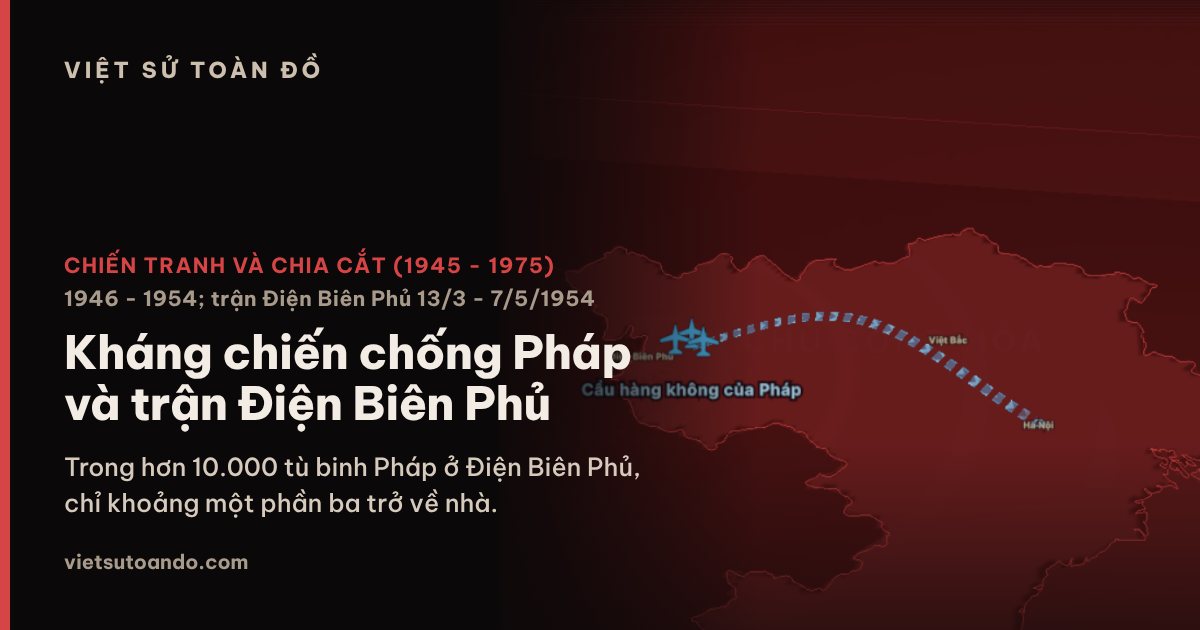 VIỆT SỬ TOÀN ĐỒ
CHIẾN TRANH VÀ CHIA CẮT (1945 - 1975)
1946 - 1954; trận Điện Biên Phủ 13/3 - 7/5/1954
Kháng chiến chống Pháp
và trận Điện Biên Phủ
Trong hơn 10.000 tù binh Pháp ở Điện Biên Phủ,
chỉ khoảng một phần ba trở về nhà.
vietsutoando.com
Việt Bắc
Biên Phủ
Cầu hàng không của Pháp
Hà Nội